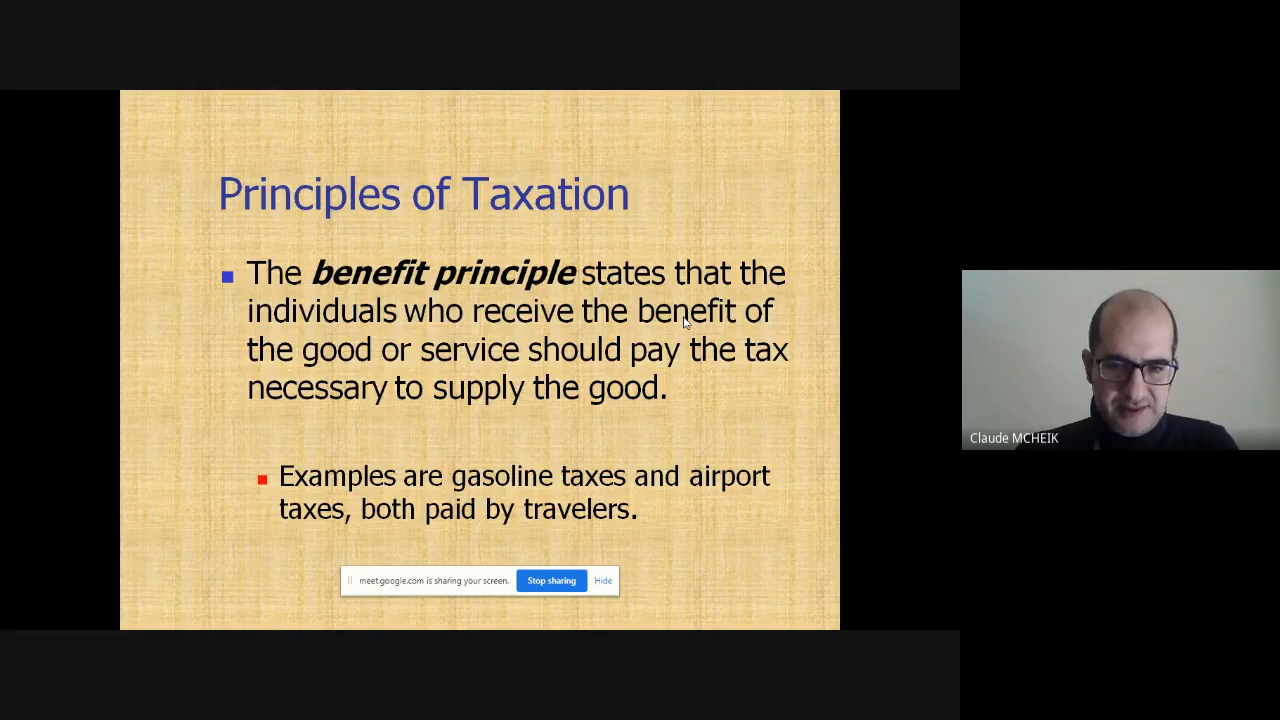 Principles of Taxation
The benefit principle states that the
individuals who receive the benefit of
the good or service should pay the tax
necessary to supply the good.
Examples are gasoline taxes and airport
taxes, both paid by travelers.
meet.google.com is sharing your screen. Stop sharing Hide
Claude MCHEIK